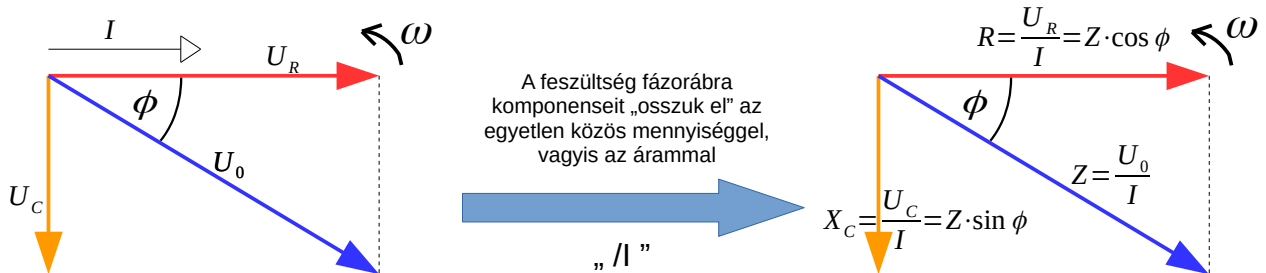 I
ω
U_R
ϕ
U_0
U_C
A feszültség fázorábra
komponenseit „osszuk el” az
egyetlen közös mennyiséggel,
vagyis az árammal
„ /I ”
R=U_R/I=Z·cos ϕ
ω
ϕ
Z=U_0/I
X_C=U_C/I=Z·sin ϕ